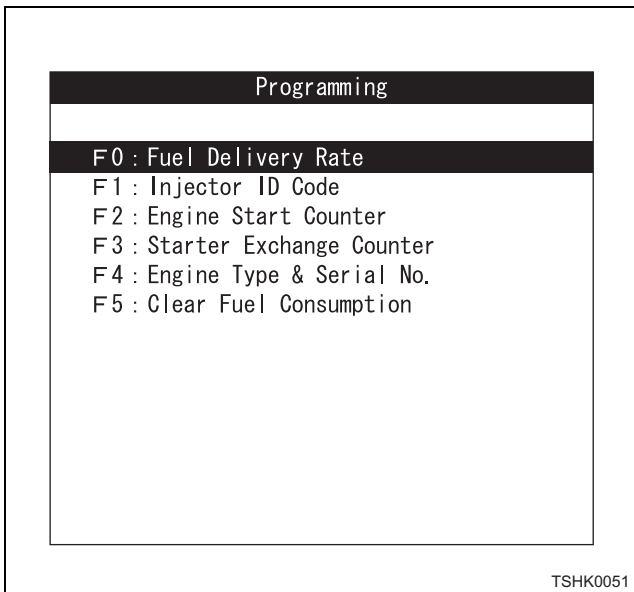 Programming
F0 : Fuel Delivery Rate
F1 : Injector ID Code
F2 : Engine Start Counter
F3 : Starter Exchange Counter
F4 : Engine Type & Serial No.
F5 : Clear Fuel Consumption
TSHK0051